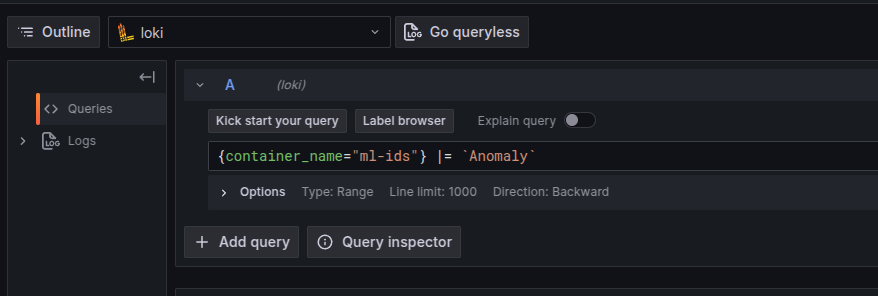 Outline
loki
Go queryless
Queries
Logs
A (loki)
Kick start your query
Label browser
Explain query
{container_name="ml-ids"} |= `Anomaly`
Options Type: Range Line limit: 1000 Direction: Backward
+ Add query
Query inspector